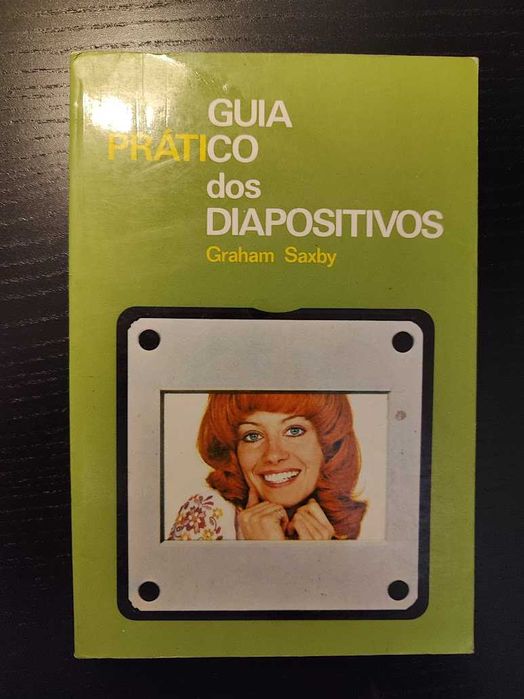 GUIA
PRÁTICO
dos
DIAPOSITIVOS
Graham Saxby